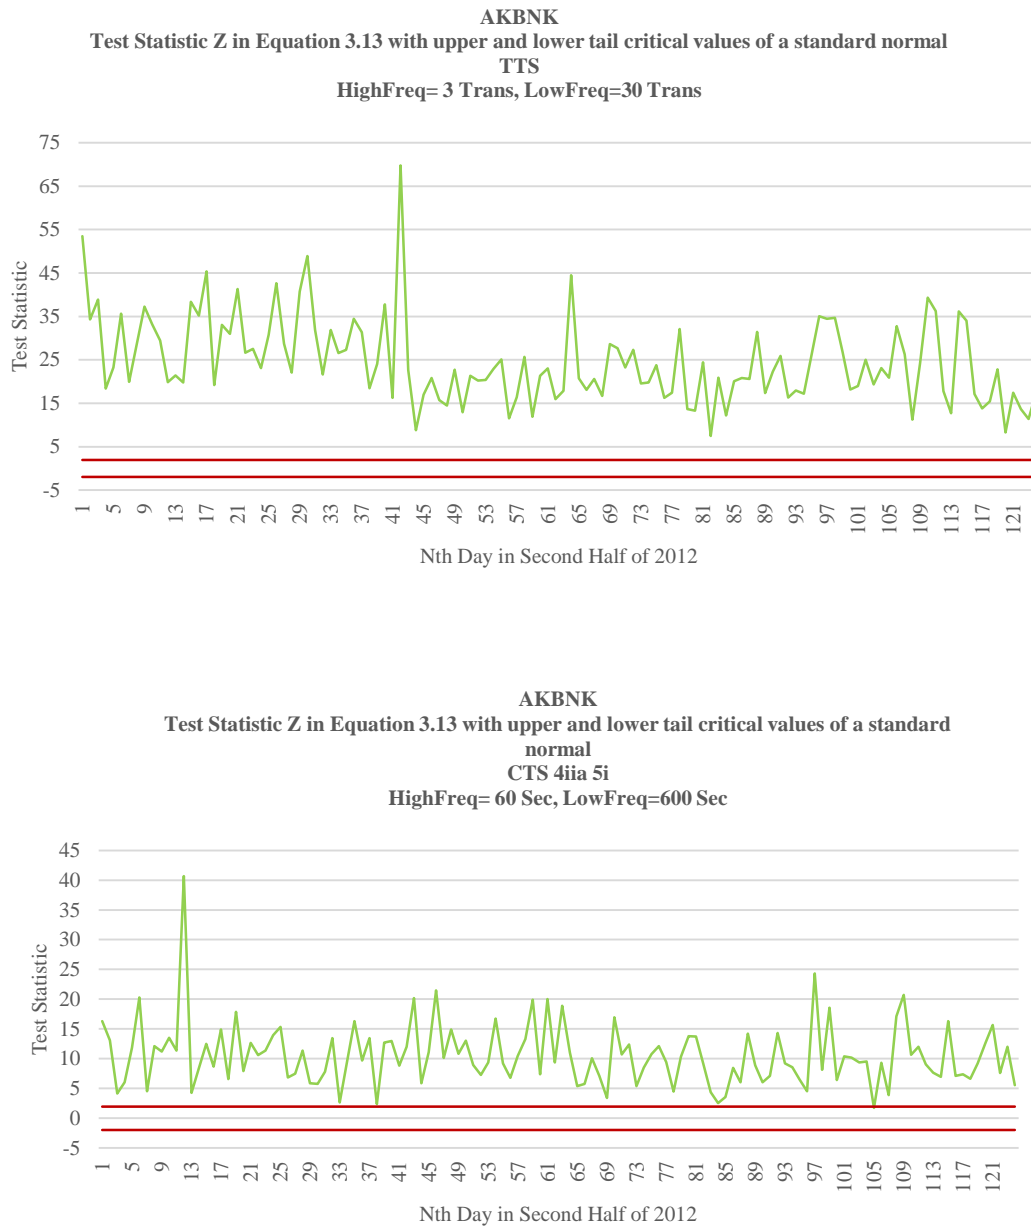 AKBNK
Test Statistic Z in Equation 3.13 with upper and lower tail critical values of a standard normal
TTS
HighFreq= 3 Trans, LowFreq=30 Trans
75
65
55
45
35
25
15
5
-5
Test Statistic
1 5 9 13 17 21 25 29 33 37 41 45 49 53 57 61 65 69 73 77 81 85 89 93 97 101 105 109 113 117 121
Nth Day in Second Half of 2012
AKBNK
Test Statistic Z in Equation 3.13 with upper and lower tail critical values of a standard
normal
CTS 4iia 5i
HighFreq= 60 Sec, LowFreq=600 Sec
45
40
35
30
25
20
15
10
5
0
-5
Test Statistic
1 5 9 13 17 21 25 29 33 37 41 45 49 53 57 61 65 69 73 77 81 85 89 93 97 101 105 109 113 117 121
Nth Day in Second Half of 2012